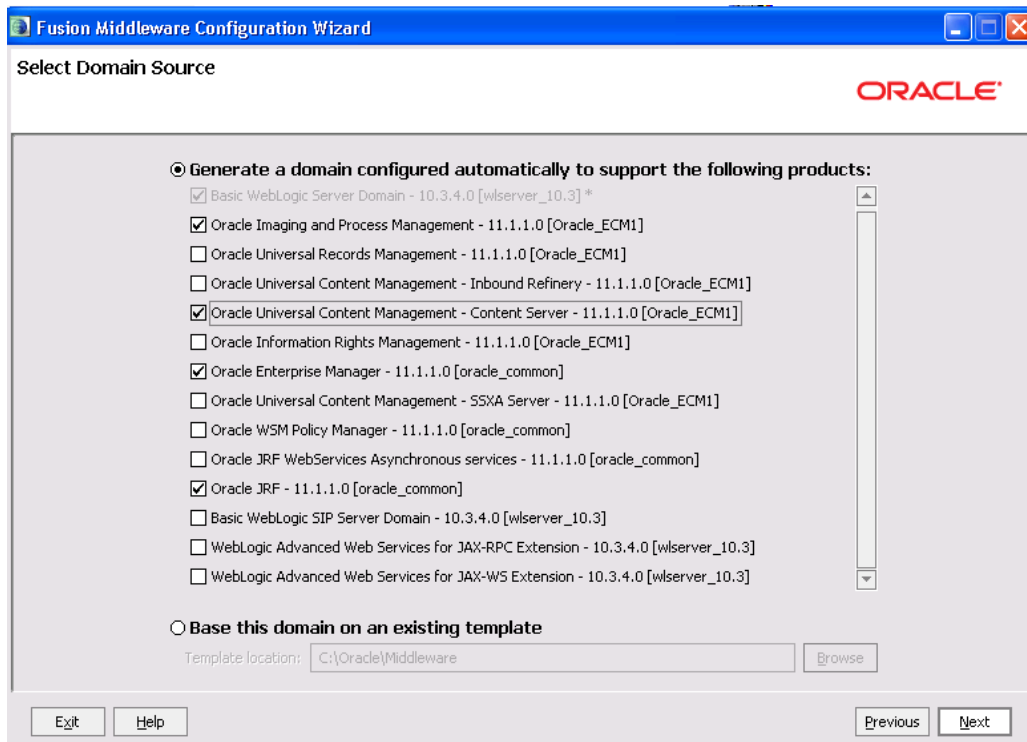 Fusion Middleware Configuration Wizard
Select Domain Source
ORACLE
Generate a domain configured automatically to support the following products:
Basic WebLogic Server Domain - 10.3.4.0 [wlserver_10.3] *
Oracle Imaging and Process Management - 11.1.1.0 [Oracle_ECM1]
Oracle Universal Records Management - 11.1.1.0 [Oracle_ECM1]
Oracle Universal Content Management - Inbound Refinery - 11.1.1.0 [Oracle_ECM1]
Oracle Universal Content Management - Content Server - 11.1.1.0 [Oracle_ECM1]
Oracle Information Rights Management - 11.1.1.0 [Oracle_ECM1]
Oracle Enterprise Manager - 11.1.1.0 [oracle_common]
Oracle Universal Content Management - SSXA Server - 11.1.1.0 [Oracle_ECM1]
Oracle WSM Policy Manager - 11.1.1.0 [oracle_common]
Oracle JRF WebServices Asynchronous services - 11.1.1.0 [oracle_common]
Oracle JRF - 11.1.1.0 [oracle_common]
Basic WebLogic SIP Server Domain - 10.3.4.0 [wlserver_10.3]
WebLogic Advanced Web Services for JAX-RPC Extension - 10.3.4.0 [wlserver_10.3]
WebLogic Advanced Web Services for JAX-WS Extension - 10.3.4.0 [wlserver_10.3]
Base this domain on an existing template
Template location: C:\Oracle\Middleware Browse
Exit Help Previous Next